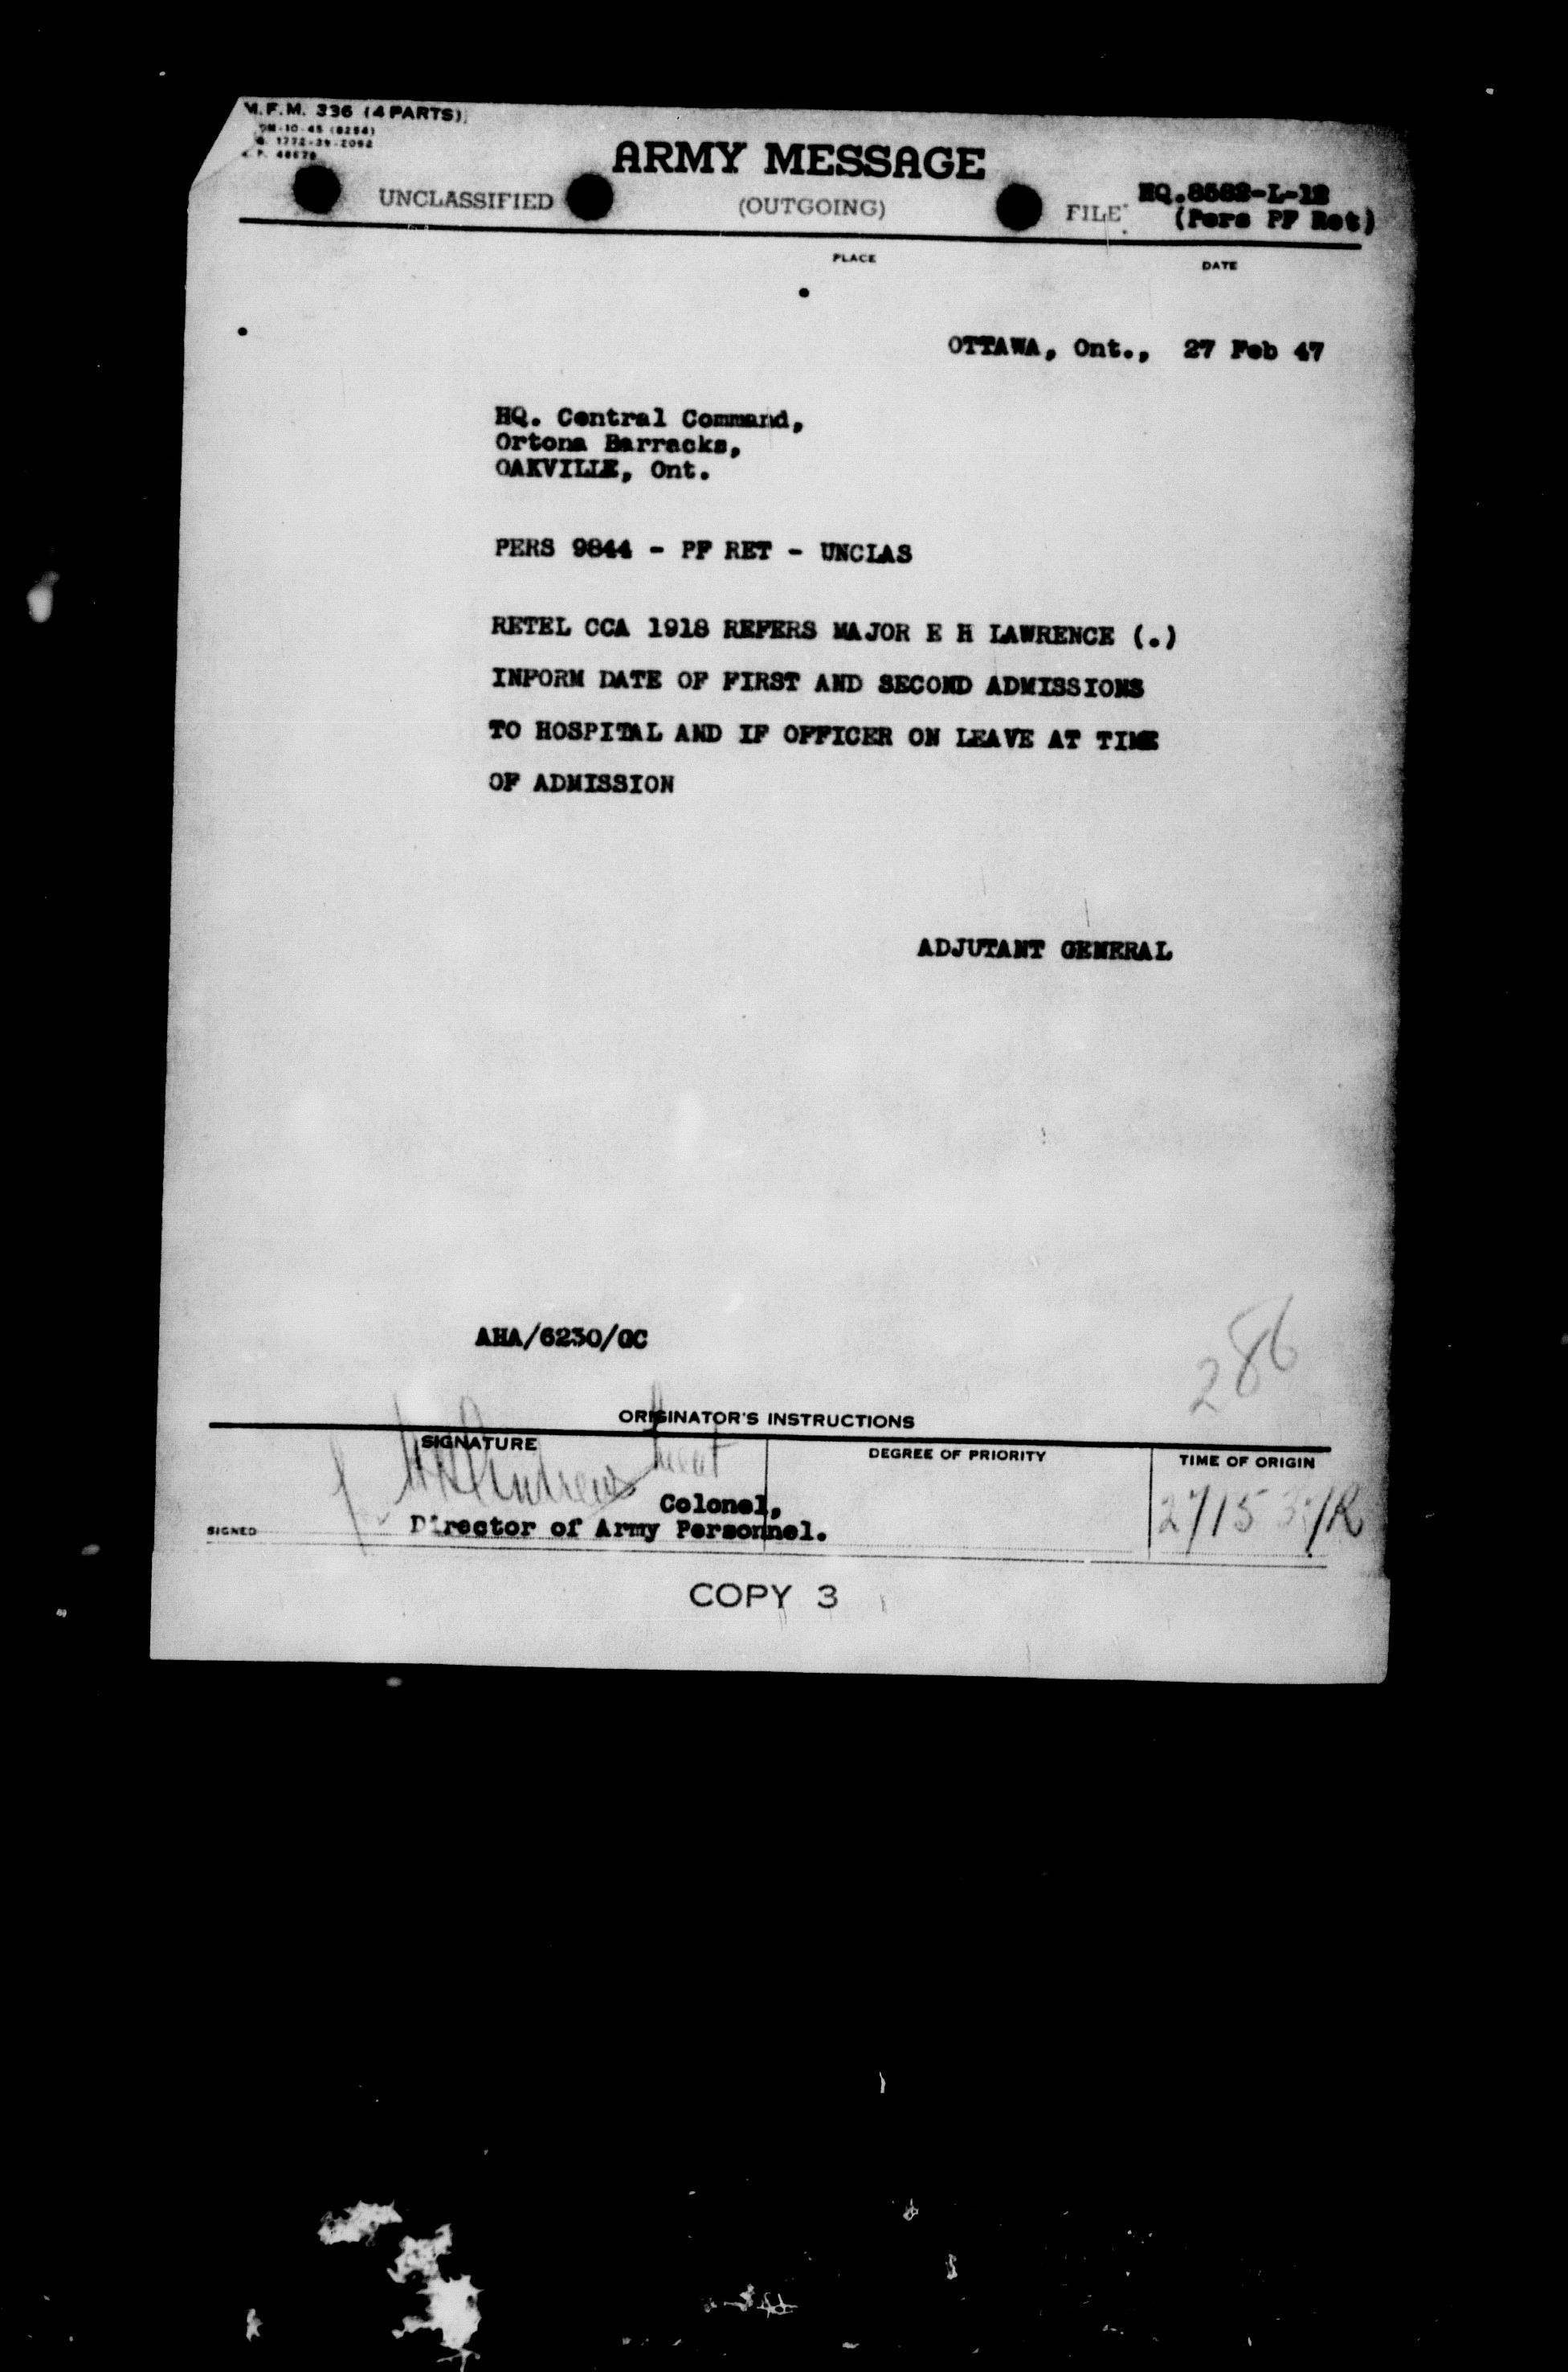 M.F.M. 336 (4 PARTS)
ARMY MESSAGE
UNCLASSIFIED
(OUTGOING)
FILE
HQ.8582-L-12
(Pers PF Ret)
PLACE
DATE
OTTAWA, Ont., 27 Feb 47
HQ. Central Command,
Ortona Barracks,
OAKVILLE, Ont.
PERS 9844 - PF RET - UNCLAS
RETEL CCA 1918 REFERS MAJOR E H LAWRENCE (.)
INFORM DATE OF FIRST AND SECOND ADMISSIONS
TO HOSPITAL AND IF OFFICER ON LEAVE AT TIME
OF ADMISSION
ADJUTANT GENERAL
AHA/6230/GC
286
ORIGINATOR'S INSTRUCTIONS
SIGNATURE
DEGREE OF PRIORITY
TIME OF ORIGIN
Andrews
Colonel,
SIGNED
Director of Army Personnel.
COPY 3